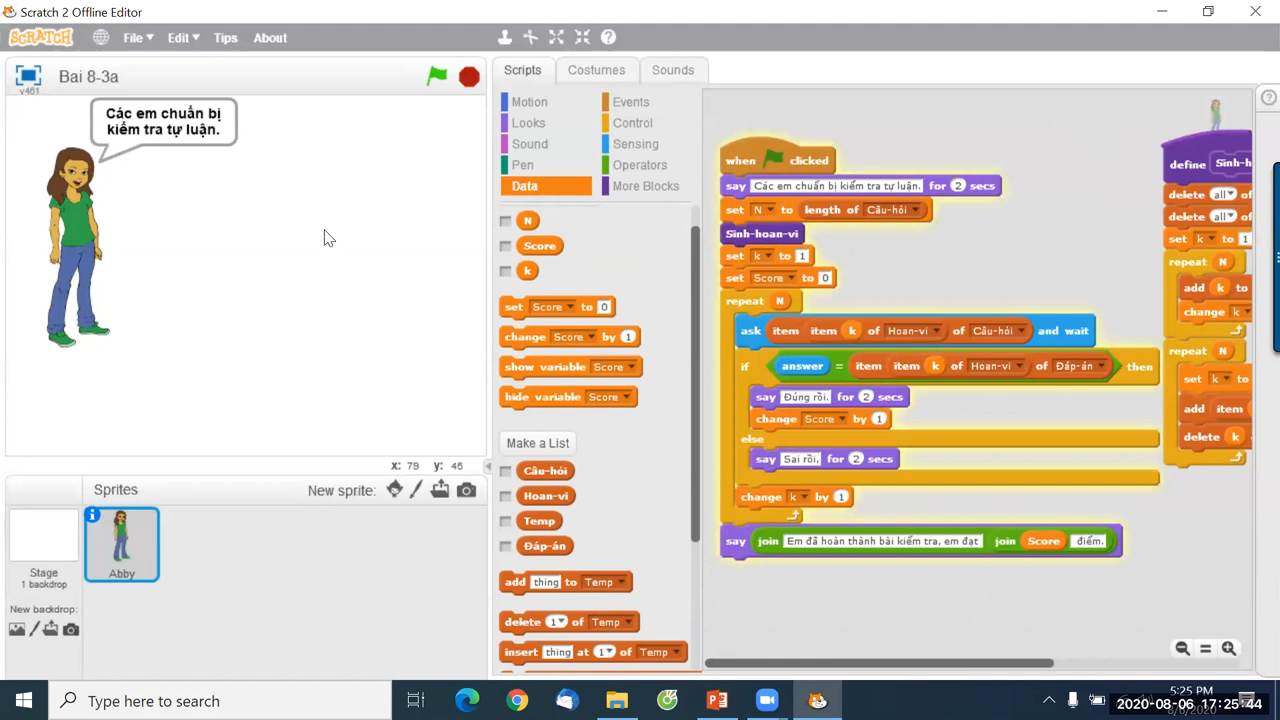 Scratch 2 Offline Editor
SCRATCH File Edit Tips About
Bai 8-3a
v461
Các em chuẩn bị
kiểm tra tự luận.
x: 79 y: 46
Sprites New sprite:
Stage
1 backdrop
New backdrop:
Abby
Scripts Costumes Sounds
Motion Events
Looks Control
Sound Sensing
Pen Operators
Data More Blocks
N
Score
k
set Score to 0
change Score by 1
show variable Score
hide variable Score
Make a List
Câu-hỏi
Hoan-vi
Temp
Đáp-án
add thing to Temp
delete 1 of Temp
insert thing at 1 of Temp
when clicked
say Các em chuẩn bị kiểm tra tự luận. for 2 secs
set N to length of Câu-hỏi
Sinh-hoan-vi
set k to 1
set Score to 0
repeat N
ask item item k of Hoan-vi of Câu-hỏi and wait
if answer = item item k of Hoan-vi of Đáp-án then
say Đúng rồi. for 2 secs
change Score by 1
else
say Sai rồi, for 2 secs
change k by 1
say join Em đã hoàn thành bài kiểm tra, em đạt join Score điểm.
define Sinh-h
delete all of
delete all of
set k to 1
repeat N
add k to
change k
repeat N
set k to
add item
delete k
Type here to search
5:25 PM
2020-08-06 17:25:44